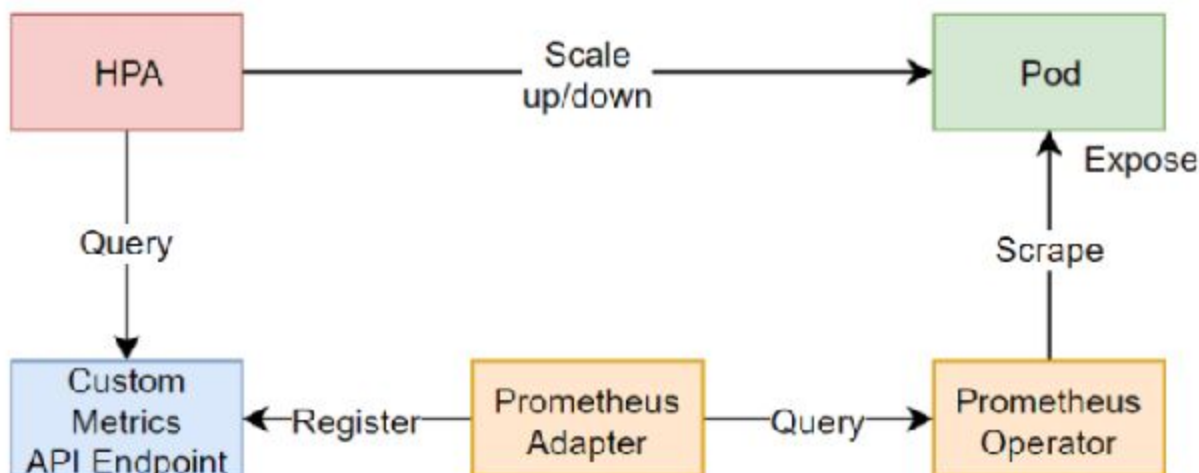 HPA
Scale
up/down
Pod
Expose
Query
Scrape
Custom
Metrics
API Endpoint
Register
Prometheus
Adapter
Query
Prometheus
Operator